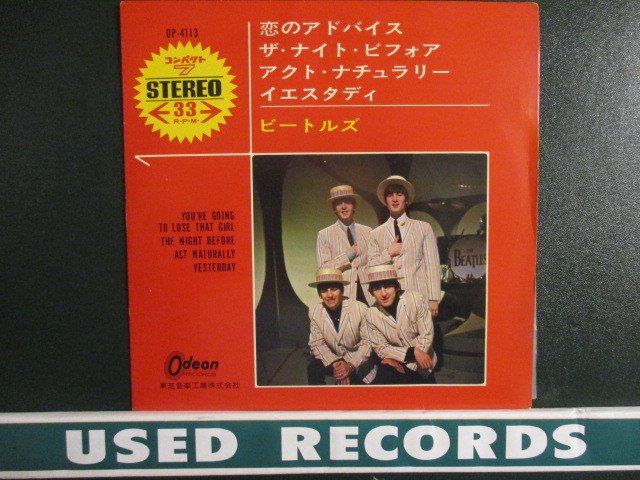 OP-4113
コンパクト
7
STEREO
33
R·P·M·
恋のアドバイス
ザ・ナイト・ビフォア
アクト・ナチュラリー
イエスタディ
ビートルズ
YOU'RE GOING
TO LOSE THAT GIRL
THE NIGHT BEFORE
ACT NATURALLY
YESTERDAY
THE
BEATLES
Odeon
RECORDS
東芝音楽工業株式会社
USED RECORDS